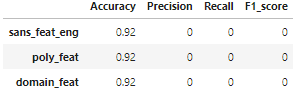 Accuracy Precision Recall F1_score
sans_feat_eng 0.92 0 0 0
poly_feat 0.92 0 0 0
domain_feat 0.92 0 0 0